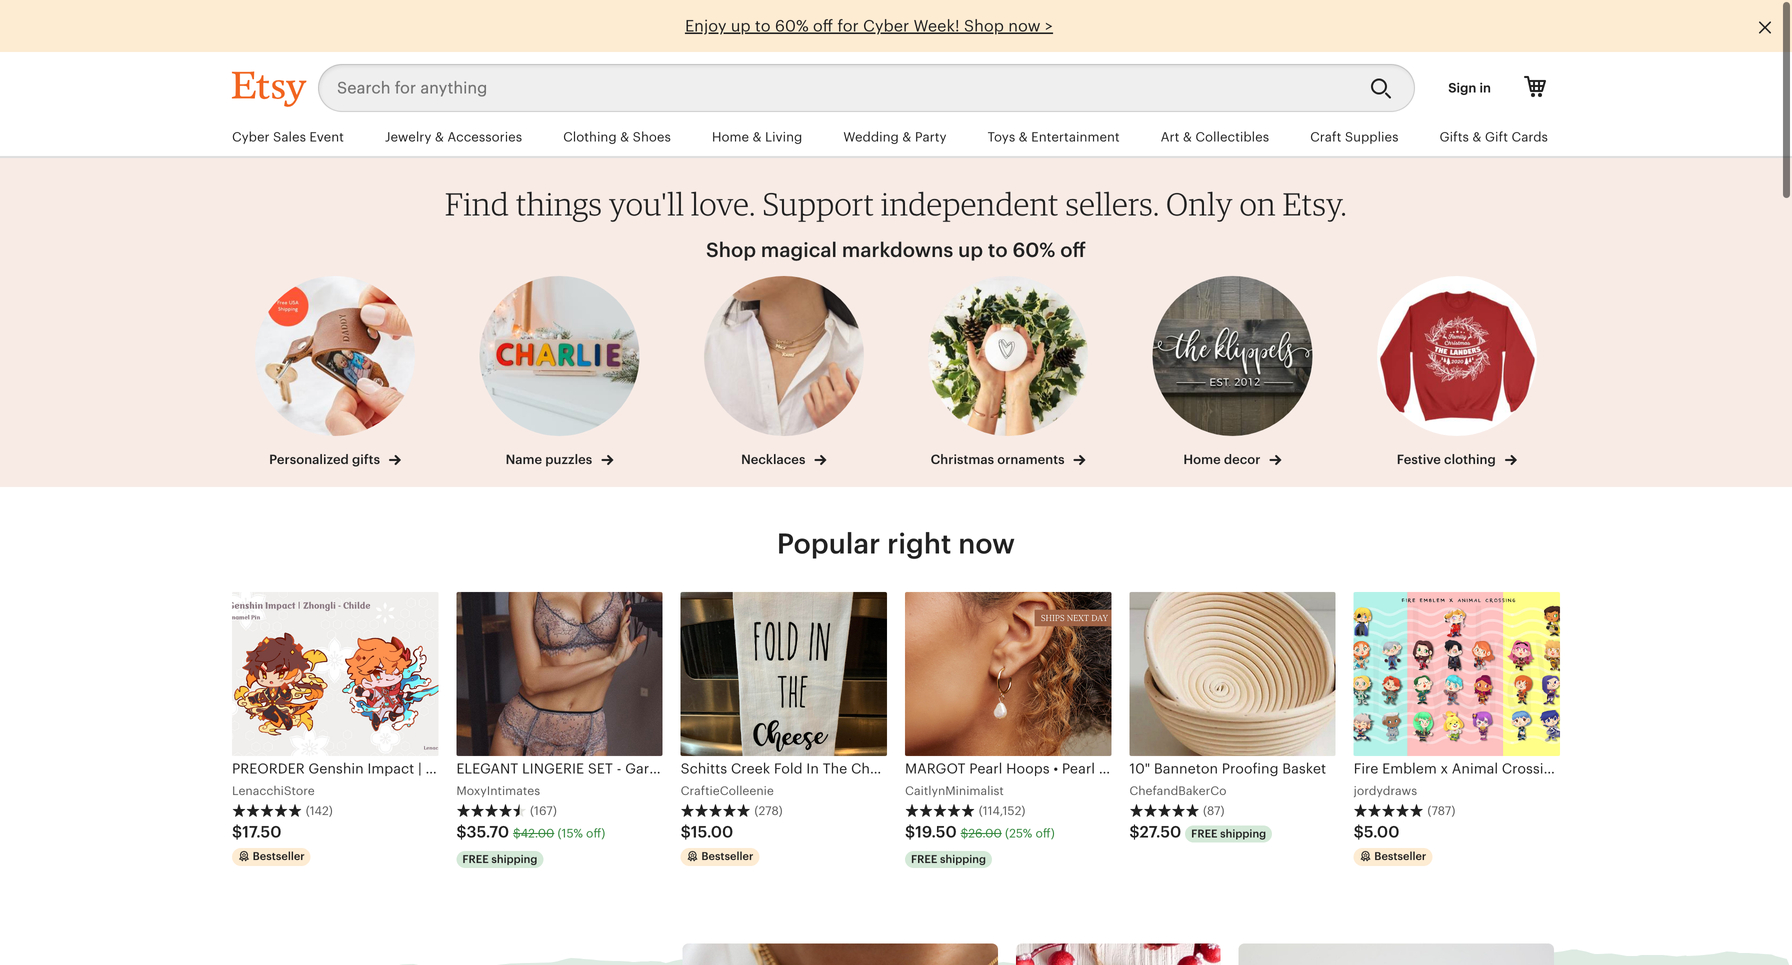 Enjoy up to 60% off for Cyber Week! Shop now >
Etsy
Search for anything
Sign in
Cyber Sales Event
Jewelry & Accessories
Clothing & Shoes
Home & Living
Wedding & Party
Toys & Entertainment
Art & Collectibles
Craft Supplies
Gifts & Gift Cards
Find things you'll love. Support independent sellers. Only on Etsy.
Shop magical markdowns up to 60% off
Free USA
Shipping
DADDY
CHARLIE
the klippels
EST. 2012
Family
Christmas
THE LANDERS
2020
Personalized gifts →
Name puzzles →
Necklaces →
Christmas ornaments →
Home decor →
Festive clothing →
Popular right now
Genshin Impact | Zhongli - Childe
namel Pin
Lenac
FOLD IN
THE
Cheese
SHIPS NEXT DAY
FIRE EMBLEM X ANIMAL CROSSING
PREORDER Genshin Impact | ...
LenacchiStore
(142)
$17.50
Bestseller
ELEGANT LINGERIE SET - Gar...
MoxyIntimates
(167)
$35.70 $42.00 (15% off)
FREE shipping
Schitts Creek Fold In The Ch...
CraftieColleenie
(278)
$15.00
Bestseller
MARGOT Pearl Hoops • Pearl ...
CaitlynMinimalist
(114,152)
$19.50 $26.00 (25% off)
FREE shipping
10" Banneton Proofing Basket
ChefandBakerCo
(87)
$27.50 FREE shipping
Fire Emblem x Animal Crossi...
jordydraws
(787)
$5.00
Bestseller